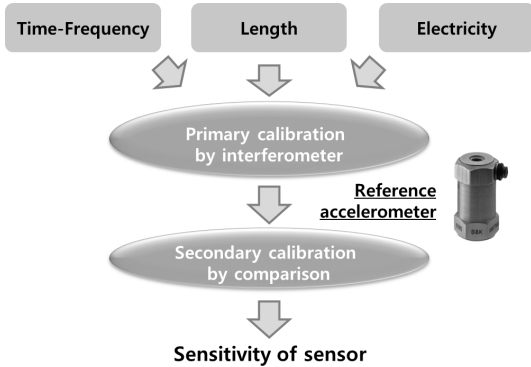 Time-Frequency
Length
Electricity
Primary calibration
by interferometer
Reference
accelerometer
Secondary calibration
by comparison
Sensitivity of sensor